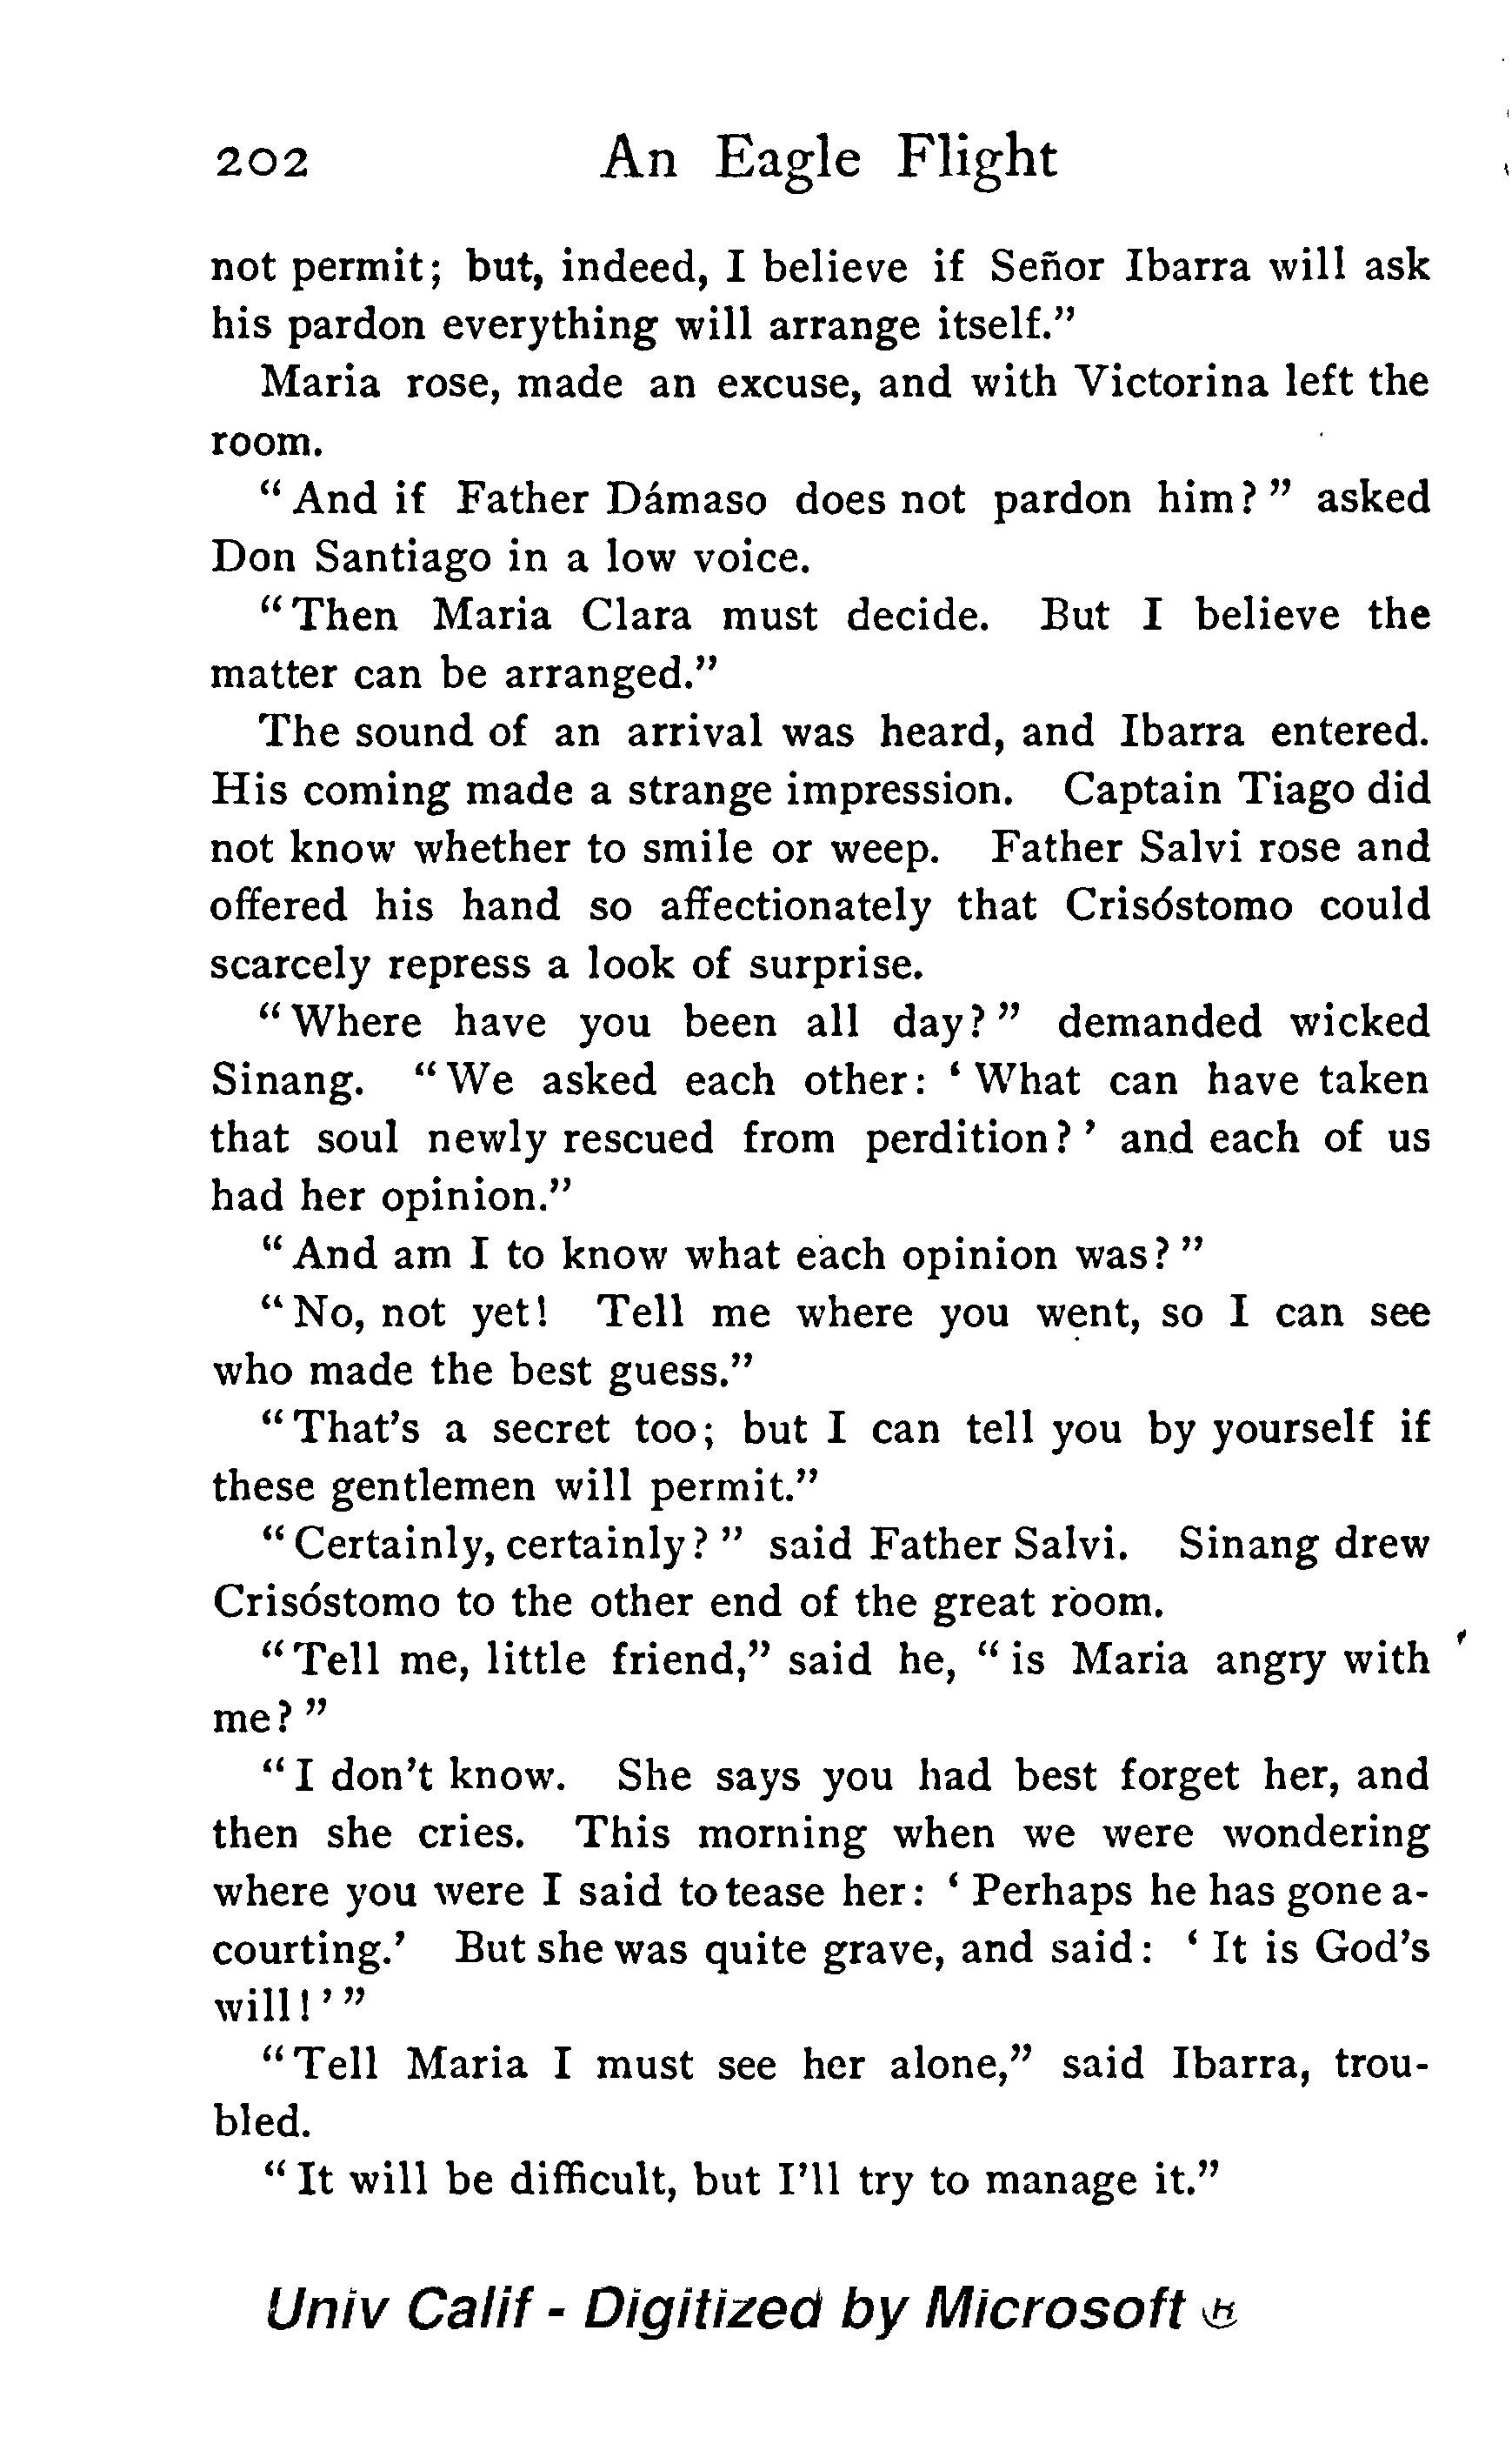 202 An Eagle Flight
not permit; but, indeed, I believe if Señor Ibarra will ask
his pardon everything will arrange itself.”
Maria rose, made an excuse, and with Victorina left the
room.
“And if Father Dámaso does not pardon him?” asked
Don Santiago in a low voice.
“Then Maria Clara must decide. But I believe the
matter can be arranged.”
The sound of an arrival was heard, and Ibarra entered.
His coming made a strange impression. Captain Tiago did
not know whether to smile or weep. Father Salvi rose and
offered his hand so affectionately that Crisóstomo could
scarcely repress a look of surprise.
“Where have you been all day?” demanded wicked
Sinang. “We asked each other: ‘What can have taken
that soul newly rescued from perdition?’ and each of us
had her opinion.”
“And am I to know what each opinion was?”
“No, not yet! Tell me where you went, so I can see
who made the best guess.”
“That’s a secret too; but I can tell you by yourself if
these gentlemen will permit.”
“Certainly, certainly?” said Father Salvi. Sinang drew
Crisóstomo to the other end of the great room.
“Tell me, little friend,” said he, “is Maria angry with
me?”
“I don’t know. She says you had best forget her, and
then she cries. This morning when we were wondering
where you were I said to tease her: ‘Perhaps he has gone a-
courting.’ But she was quite grave, and said: ‘It is God’s
will!’”
“Tell Maria I must see her alone,” said Ibarra, trou-
bled.
“It will be difficult, but I’ll try to manage it.”
Univ Calif - Digitized by Microsoft ®